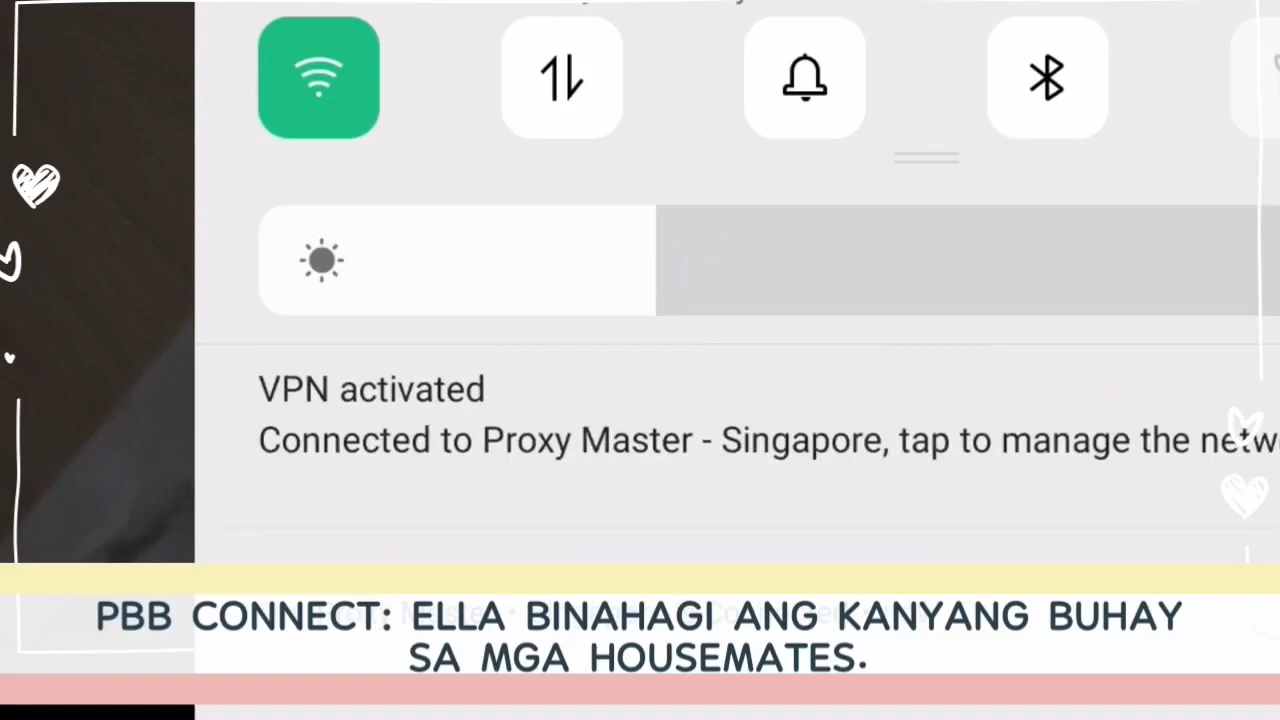 VPN activated
Connected to Proxy Master - Singapore, tap to manage the netw
PBB CONNECT: ELLA BINAHAGI ANG KANYANG BUHAY
SA MGA HOUSEMATES.